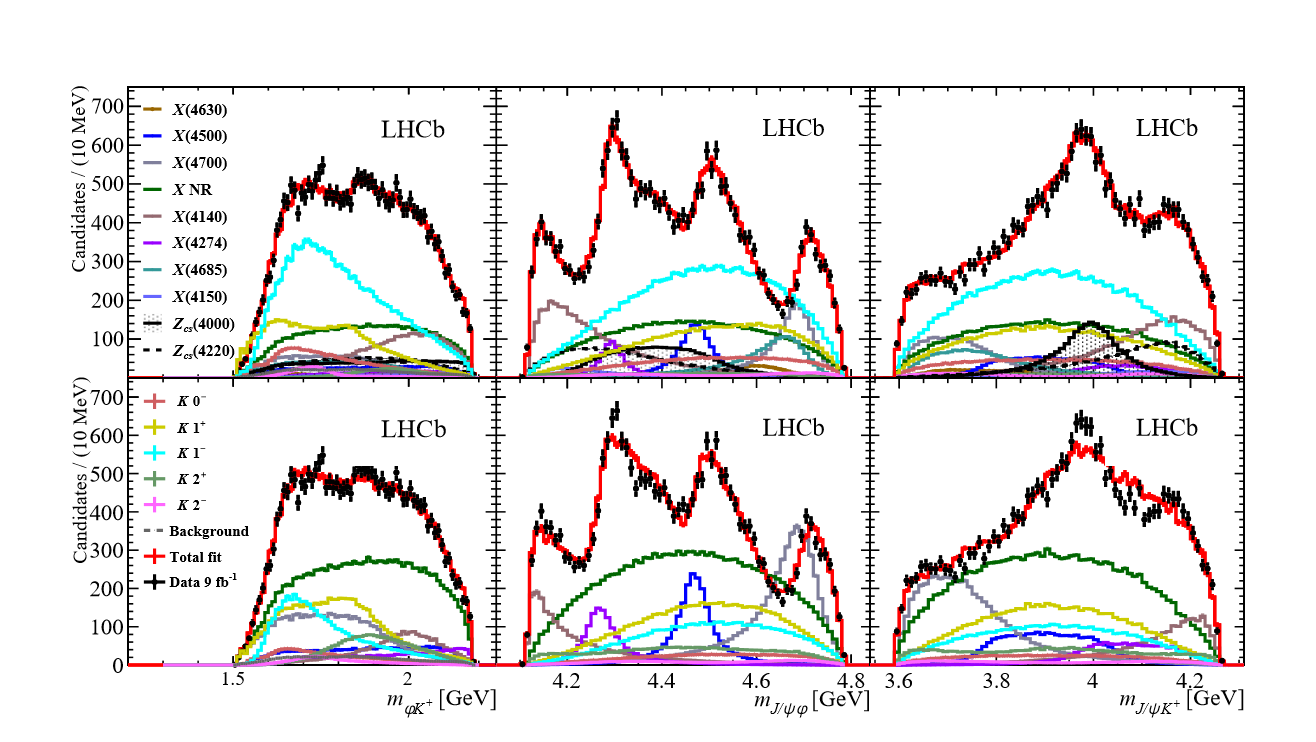 Candidates / (10 MeV)
700
600
500
400
300
200
100
X(4630)
X(4500)
X(4700)
X NR
X(4140)
X(4274)
X(4685)
X(4150)
Z_cs(4000)
Z_cs(4220)
LHCb
LHCb
LHCb
Candidates / (10 MeV)
700
600
500
400
300
200
100
0
K 0⁻
K 1⁺
K 1⁻
K 2⁺
K 2⁻
Background
Total fit
Data 9 fb⁻¹
LHCb
LHCb
LHCb
1.5 2
m_φK⁺ [GeV]
4.2 4.4 4.6 4.8
m_J/ψφ [GeV]
3.6 3.8 4 4.2
m_J/ψK⁺ [GeV]